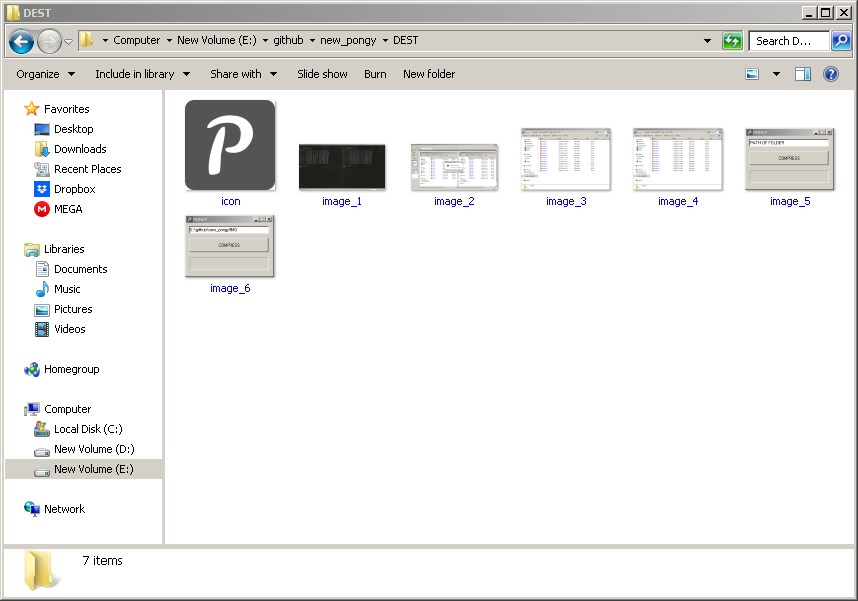 DEST
Computer New Volume (E:) github new_pongy DEST
Search D...
Organize Include in library Share with Slide show Burn New folder
Favorites
Desktop
Downloads
Recent Places
Dropbox
MEGA
Libraries
Documents
Music
Pictures
Videos
Homegroup
Computer
Local Disk (C:)
New Volume (D:)
New Volume (E:)
Network
P
icon image_1 image_2 image_3 image_4 image_5
PATH OF FOLDER
COMPRESS
E:\github\new_pongy\IMG
COMPRESS
image_6
7 items